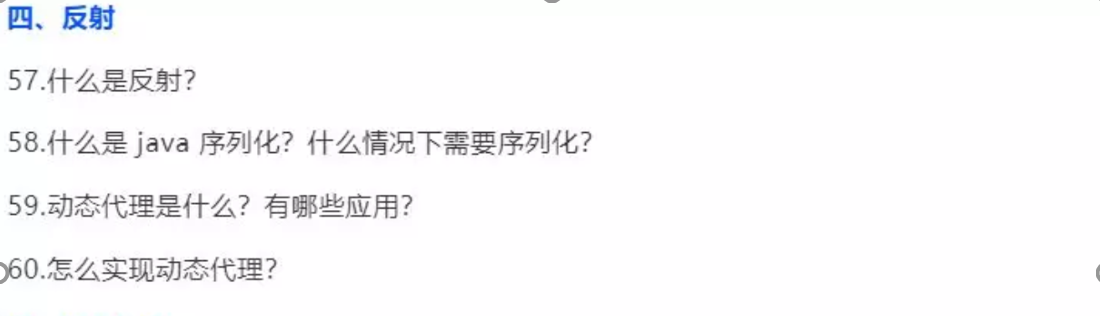 四、反射
57.什么是反射？
58.什么是 java 序列化？什么情况下需要序列化？
59.动态代理是什么？有哪些应用？
60.怎么实现动态代理？